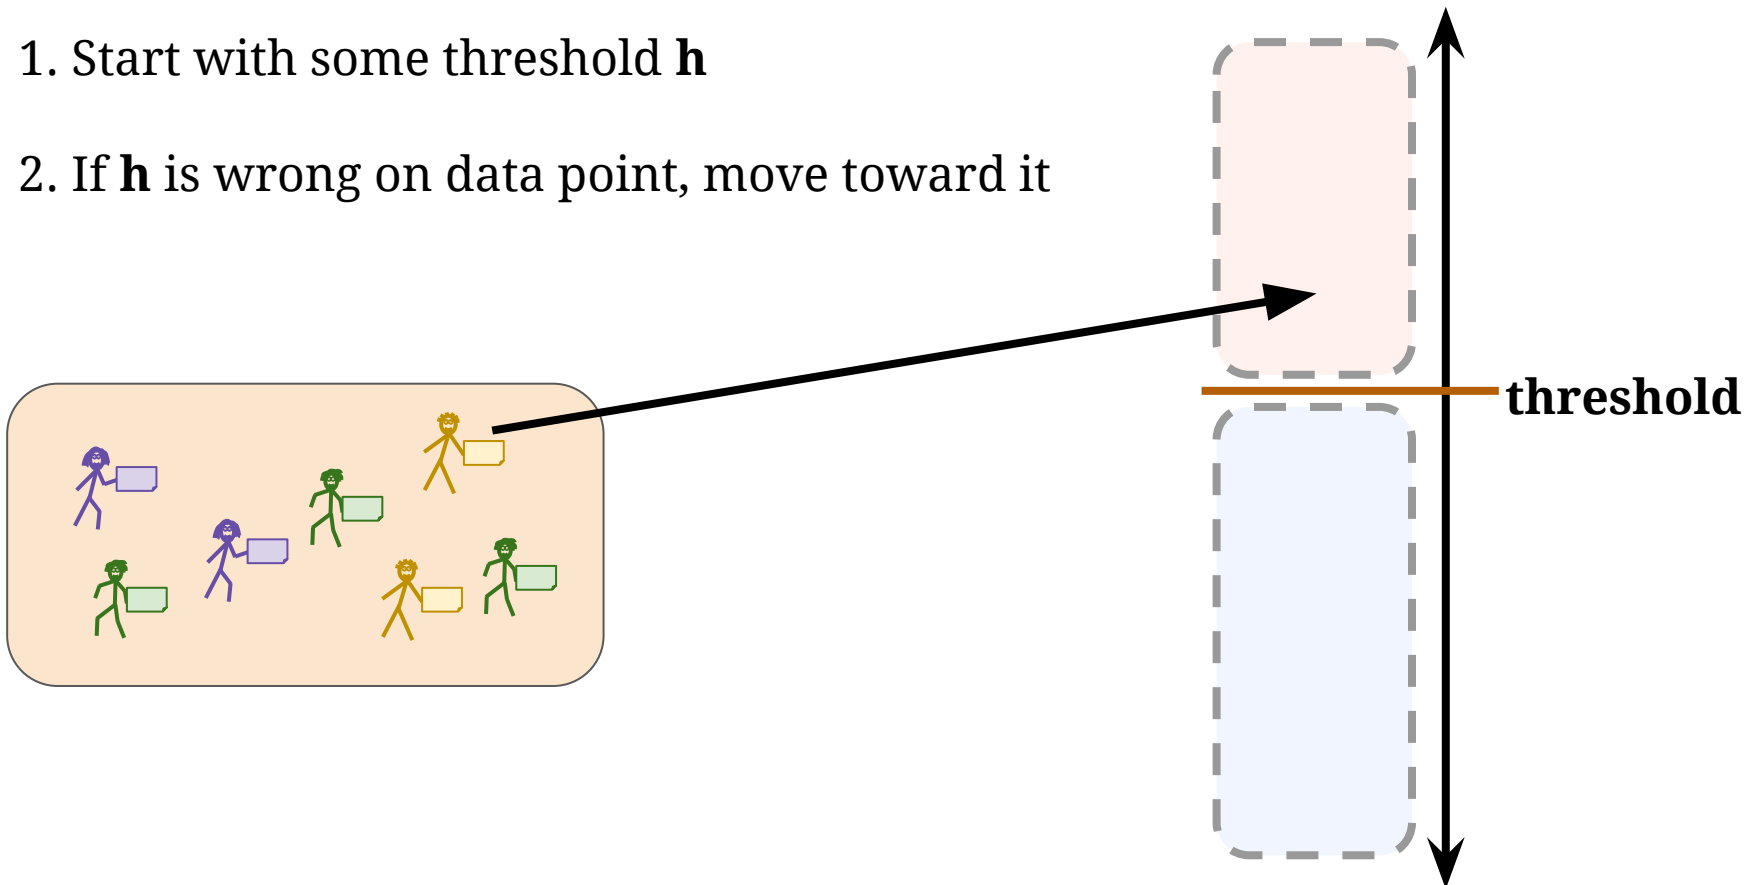 1. Start with some threshold h
2. If h is wrong on data point, move toward it
threshold